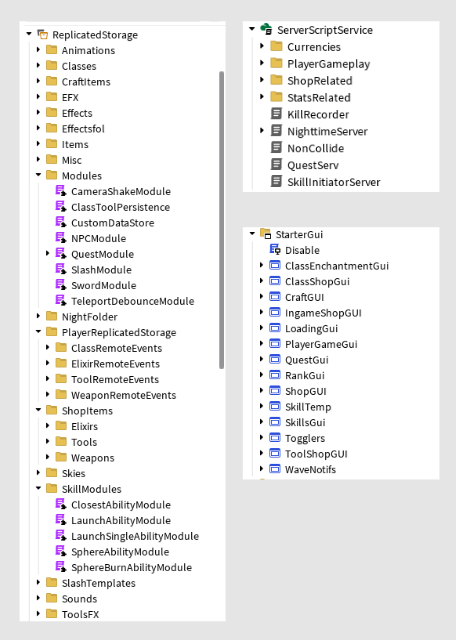 ReplicatedStorage
Animations
Classes
CraftItems
EFX
Effects
Effectsfol
Items
Misc
Modules
CameraShakeModule
ClassToolPersistence
CustomDataStore
NPCModule
QuestModule
SlashModule
SwordModule
TeleportDebounceModule
NightFolder
PlayerReplicatedStorage
ClassRemoteEvents
ElixirRemoteEvents
ToolRemoteEvents
WeaponRemoteEvents
ShopItems
Elixirs
Tools
Weapons
Skies
SkillModules
ClosestAbilityModule
LaunchAbilityModule
LaunchSingleAbilityModule
SphereAbilityModule
SphereBurnAbilityModule
SlashTemplates
Sounds
ToolsFX
ServerScriptService
Currencies
PlayerGameplay
ShopRelated
StatsRelated
KillRecorder
NighttimeServer
NonCollide
QuestServ
SkillInitiatorServer
StarterGui
Disable
ClassEnchantmentGui
ClassShopGui
CraftGUI
IngameShopGUI
LoadingGui
PlayerGameGui
QuestGui
RankGui
ShopGUI
SkillTemp
SkillsGui
Togglers
ToolShopGUI
WaveNotifs